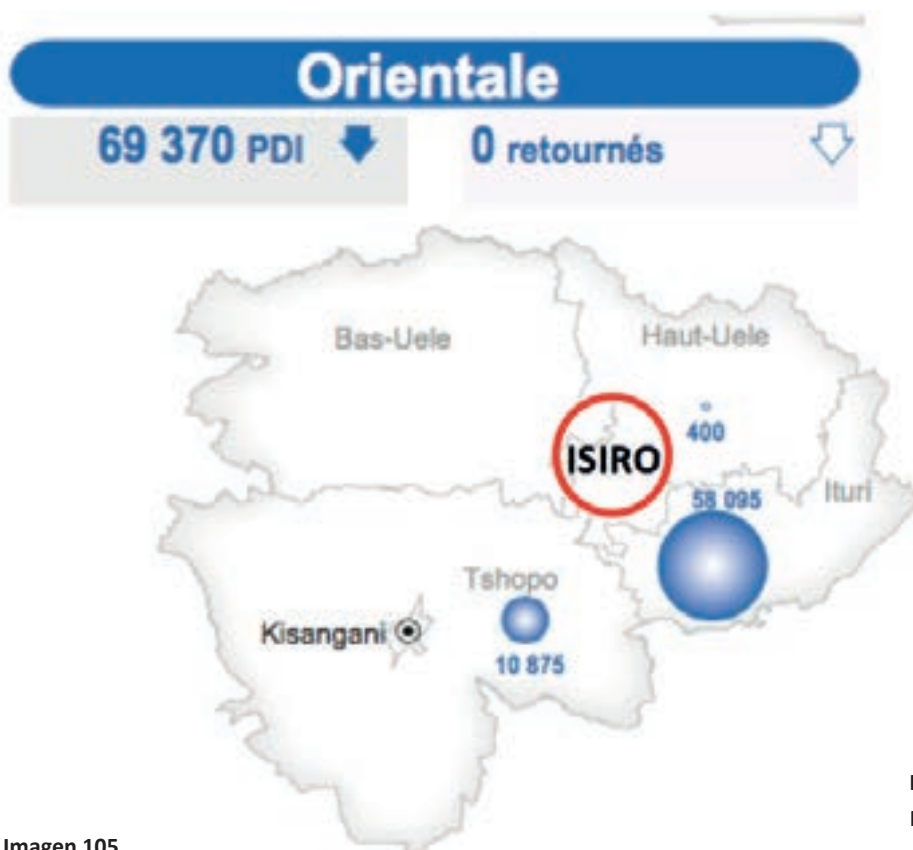 Orientale
69 370 PDI
0 retournés
Bas-Uele
Haut-Uele
400
ISIRO
58 095
Ituri
Tshopo
Kisangani
10 875
Imagen 105